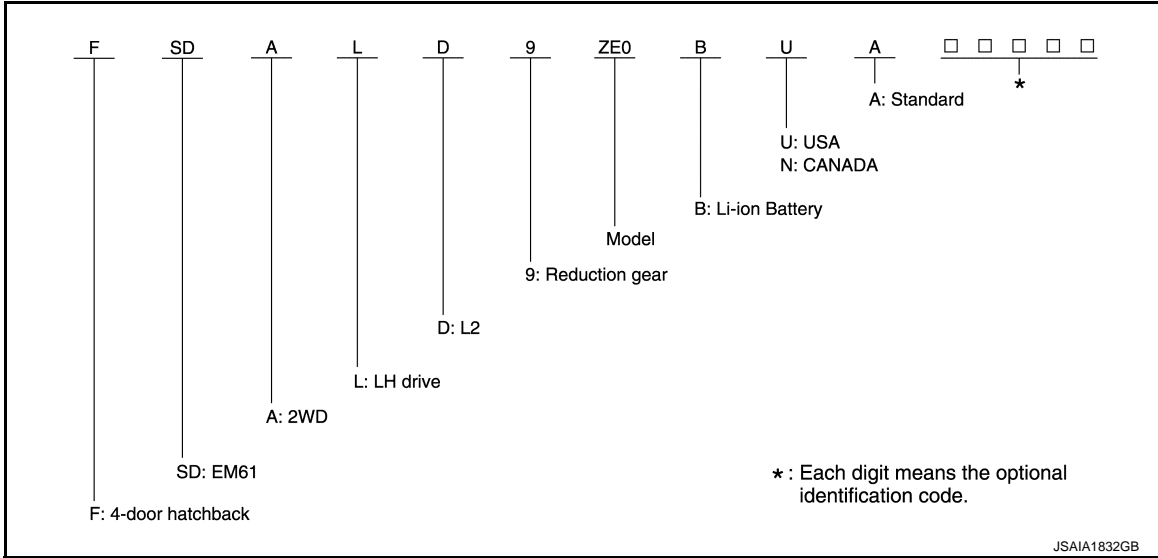 F SD A L D 9 ZE0 B U A □ □ □ □ □
*
A: Standard
U: USA
N: CANADA
B: Li-ion Battery
Model
9: Reduction gear
D: L2
L: LH drive
A: 2WD
SD: EM61
F: 4-door hatchback
* : Each digit means the optional
identification code.
JSAIA1832GB